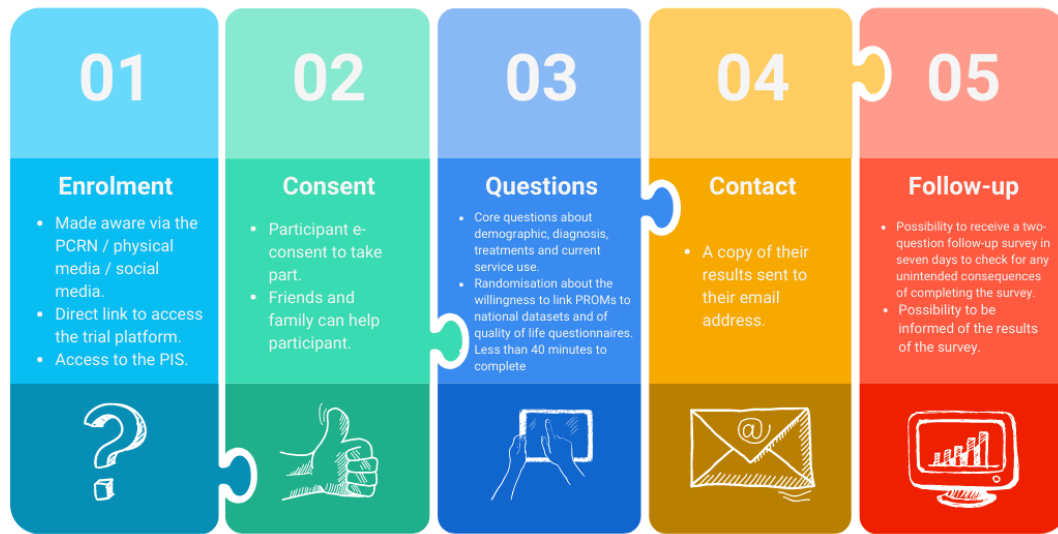 01
Enrolment
• Made aware via the
PCRN / physical
media / social
media.
• Direct link to access
the trial platform.
• Access to the PIS.
02
Consent
• Participant e-
consent to take
part.
• Friends and
family can help
participant.
03
Questions
• Core questions about
demographic, diagnosis,
treatments and current
service use.
• Randomisation about the
willingness to link PROMs to
national datasets and of
quality of life questionnaires.
Less than 40 minutes to
complete
04
Contact
• A copy of their
results sent to
their email
address.
@
05
Follow-up
• Possibility to receive a two-
question follow-up survey in
seven days to check for any
unintended consequences
of completing the survey.
• Possibility to be
informed of the results
of the survey.